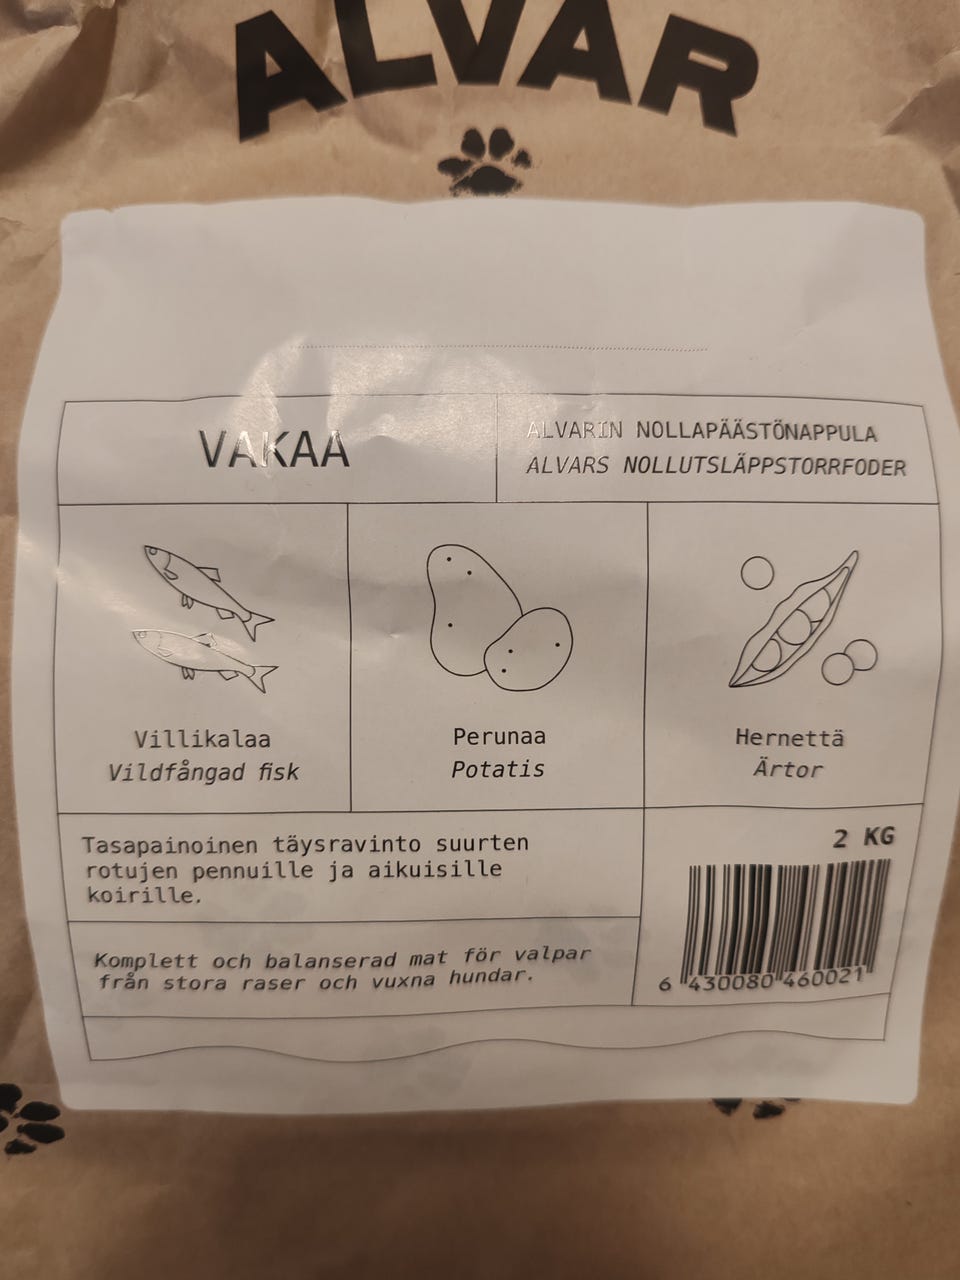 ALVAR
VAKAA
ALVARIN NOLLAPÄÄSTÖNAPPULA
ALVARS NOLLUTSLÄPPSTORRFODER
Villikalaa
Vildfångad fisk
Perunaa
Potatis
Hernettä
Ärtor
Tasapainoinen täysravinto suurten
rotujen pennuille ja aikuisille
koirille.
Komplett och balanserad mat för valpar
från stora raser och vuxna hundar.
2 KG
6 430080 460021